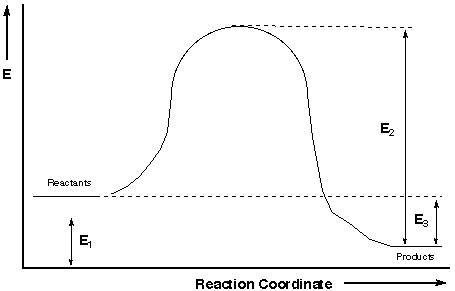 E
Reactants
E1
E2
E3
Products
Reaction Coordinate